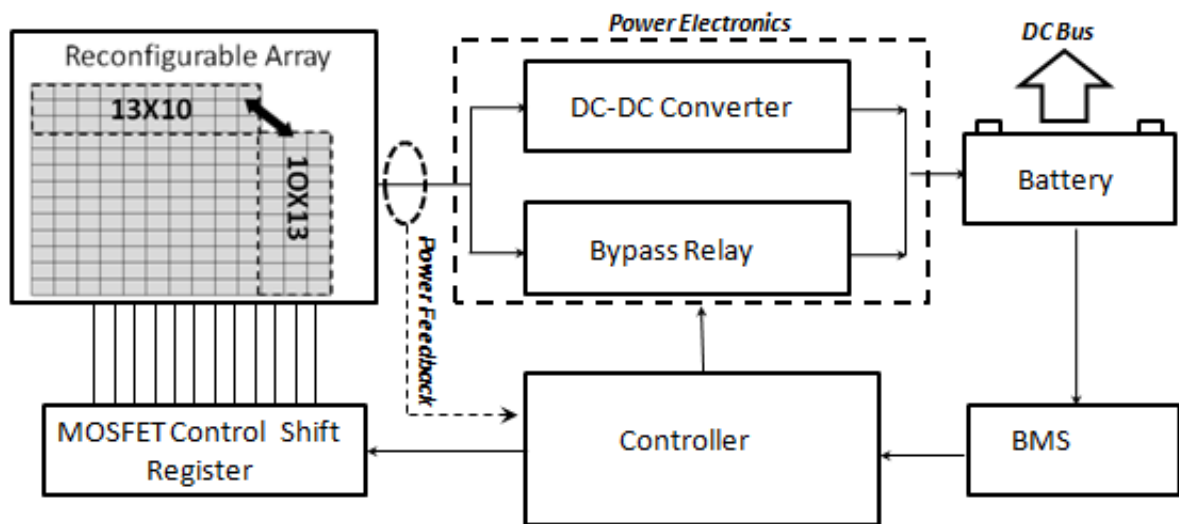 Power Electronics
DC Bus
Reconfigurable Array
13X10
10X13
DC-DC Converter
Bypass Relay
Battery
Power Feedback
MOSFET Control Shift
Register
Controller
BMS